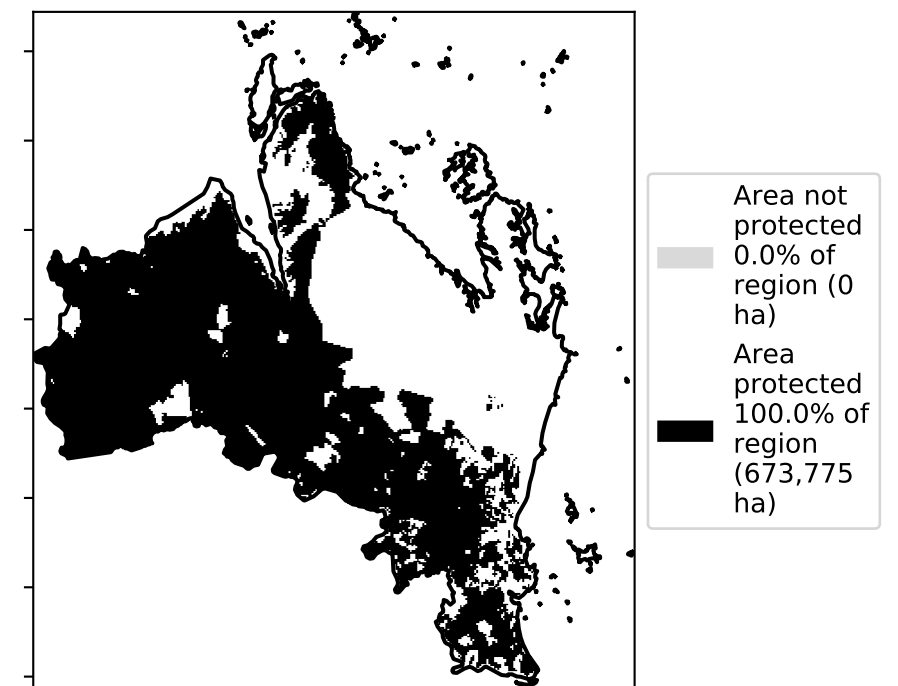 Area not
protected
0.0% of
region (0
ha)
Area
protected
100.0% of
region
(673,775
ha)